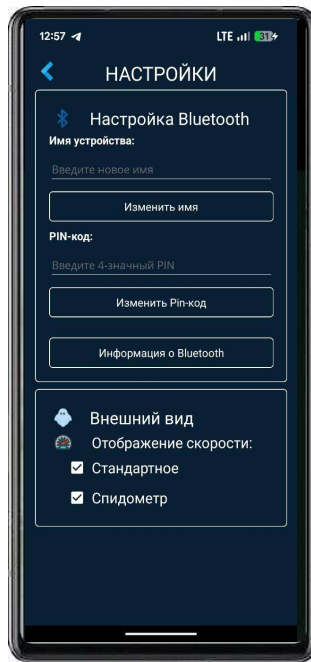 12:57 LTE 31
НАСТРОЙКИ
Настройка Bluetooth
Имя устройства:
Введите новое имя
Изменить имя
PIN-код:
Введите 4-значный PIN
Изменить Pin-код
Информация о Bluetooth
Внешний вид
Отображение скорости:
Стандартное
Спидометр